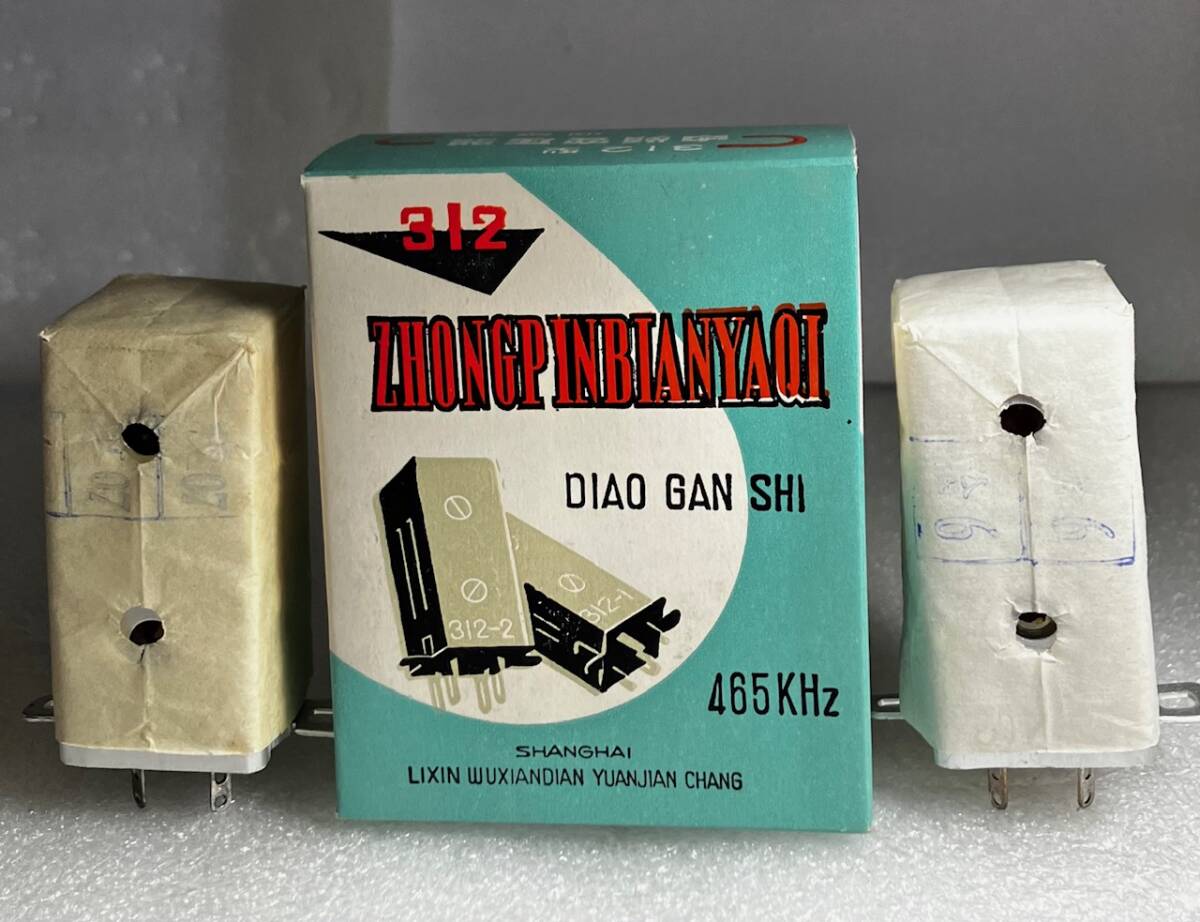 312
ZHONGPINBIANYAQI
DIAO GAN SHI
312-2
312-1
465KHz
SHANGHAI
LIXIN WUXIANDIAN YUANJIAN CHANG